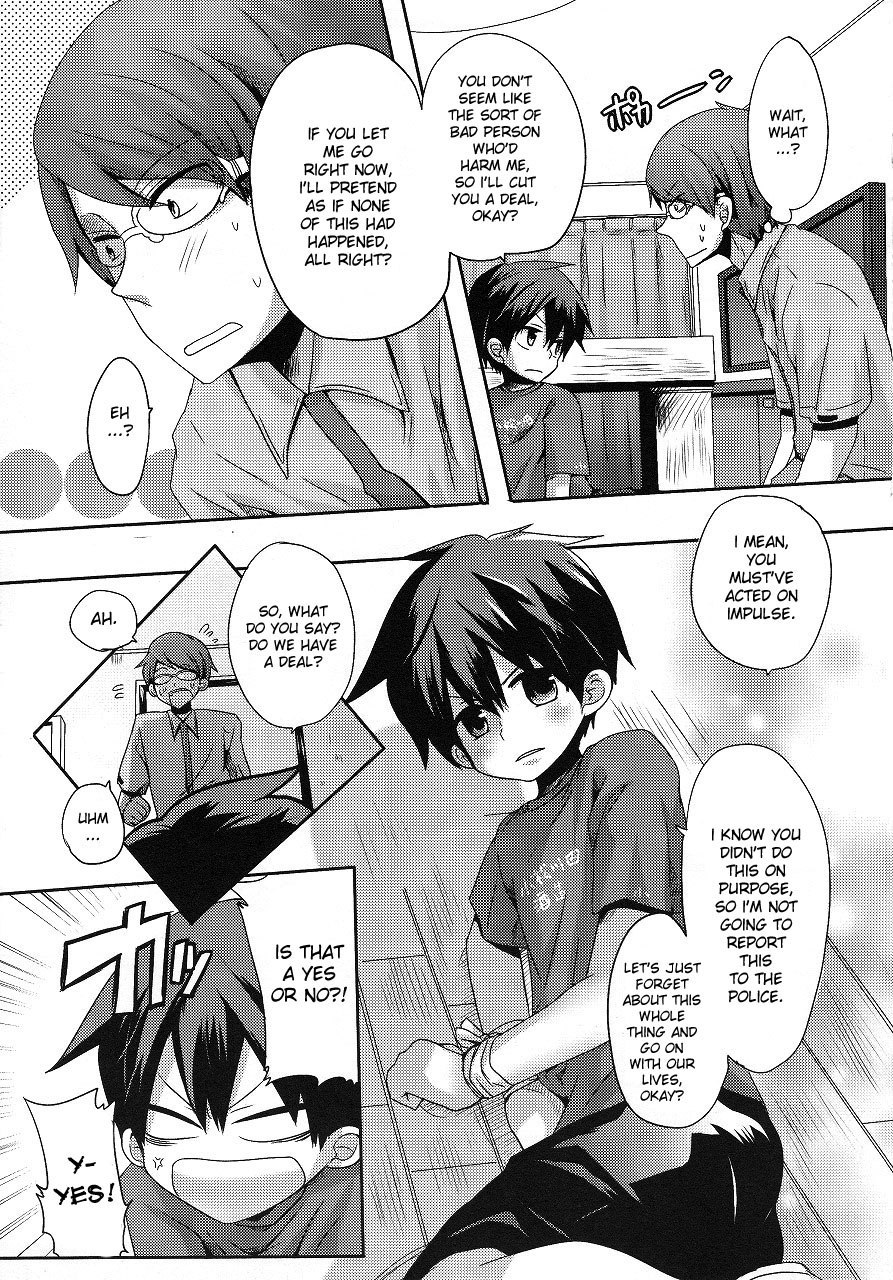 WAIT,
WHAT
...?
ポカーン
YOU DON'T
SEEM LIKE
THE SORT OF
BAD PERSON
WHO'D
HARM ME,
SO I'LL CUT
YOU A DEAL,
OKAY?
IF YOU LET
ME GO
RIGHT NOW,
I'LL PRETEND
AS IF NONE
OF THIS HAD
HAPPENED,
ALL RIGHT?
EH
...?
I MEAN,
YOU
MUST'VE
ACTED ON
IMPULSE.
I KNOW YOU
DIDN'T DO
THIS ON
PURPOSE,
SO I'M NOT
GOING TO
REPORT
THIS
TO THE
POLICE.
LET'S JUST
FORGET
ABOUT THIS
WHOLE
THING AND
GO ON
WITH OUR
LIVES,
OKAY?
SO, WHAT
DO YOU SAY?
DO WE HAVE
A DEAL?
AH.
UHM
...
IS THAT
A YES
OR NO?!
カッ
Y-
YES!